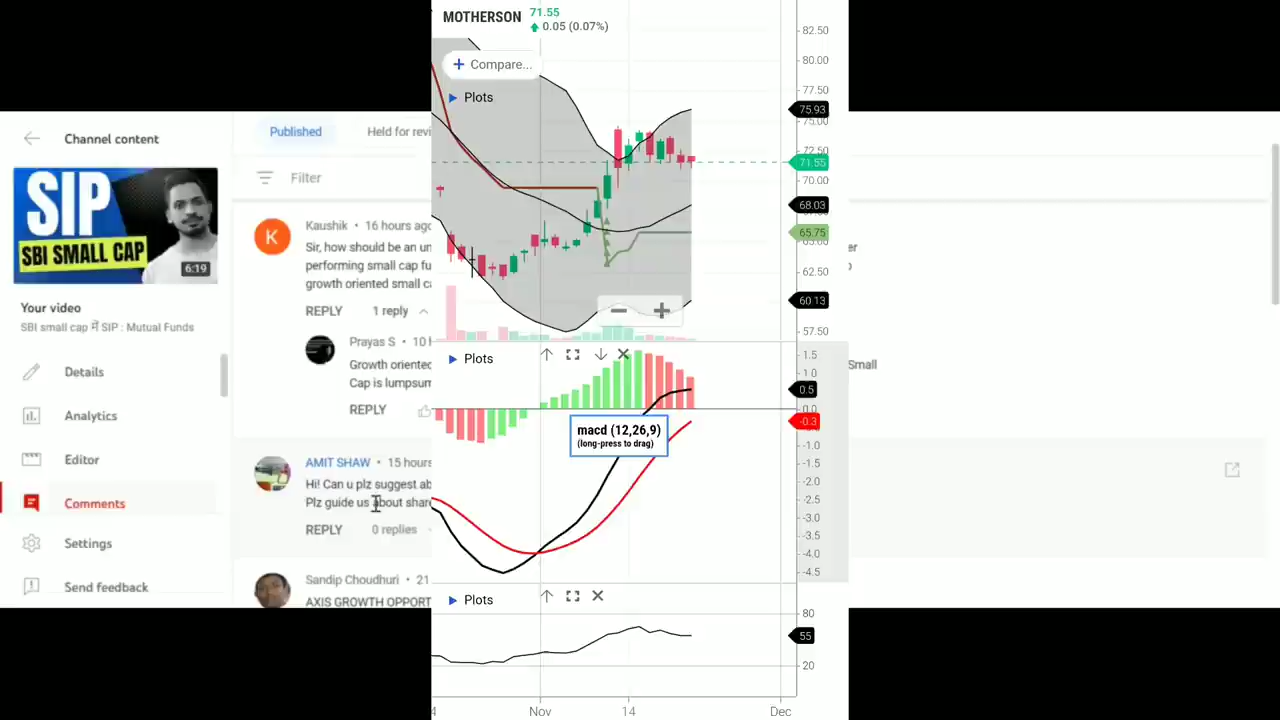 MOTHERSON
71.55
0.05 (0.07%)
+ Compare...
Plots
82.50
80.00
77.50
75.93
75.00
71.55
70.00
68.03
65.75
62.50
60.13
57.50
Channel content
SIP
SBI SMALL CAP
6:19
Your video
SBI small cap में SIP : Mutual Funds
Details
Analytics
Editor
Comments
Settings
Send feedback
Published
Held for revi
Filter
K
Kaushik • 16 hours ago
Sir, how should be an un
performing small cap fu
growth oriented small c
REPLY
1 reply
Prayas S • 10
Growth oriente
Cap is lumpsum
REPLY
AMIT SHAW • 15 hours
Hi! Can u plz suggest ab
Plz guide us about shar
REPLY
0 replies
Sandip Choudhuri • 21
AXIS GROWTH OPPORT
Small
Plots
macd (12,26,9)
(long-press to drag)
1.5
1.0
0.5
0.0
-0.3
-1.0
-1.5
-2.0
-2.5
-3.0
-3.5
-4.0
-4.5
Plots
80
55
20
4
Nov
14
Dec